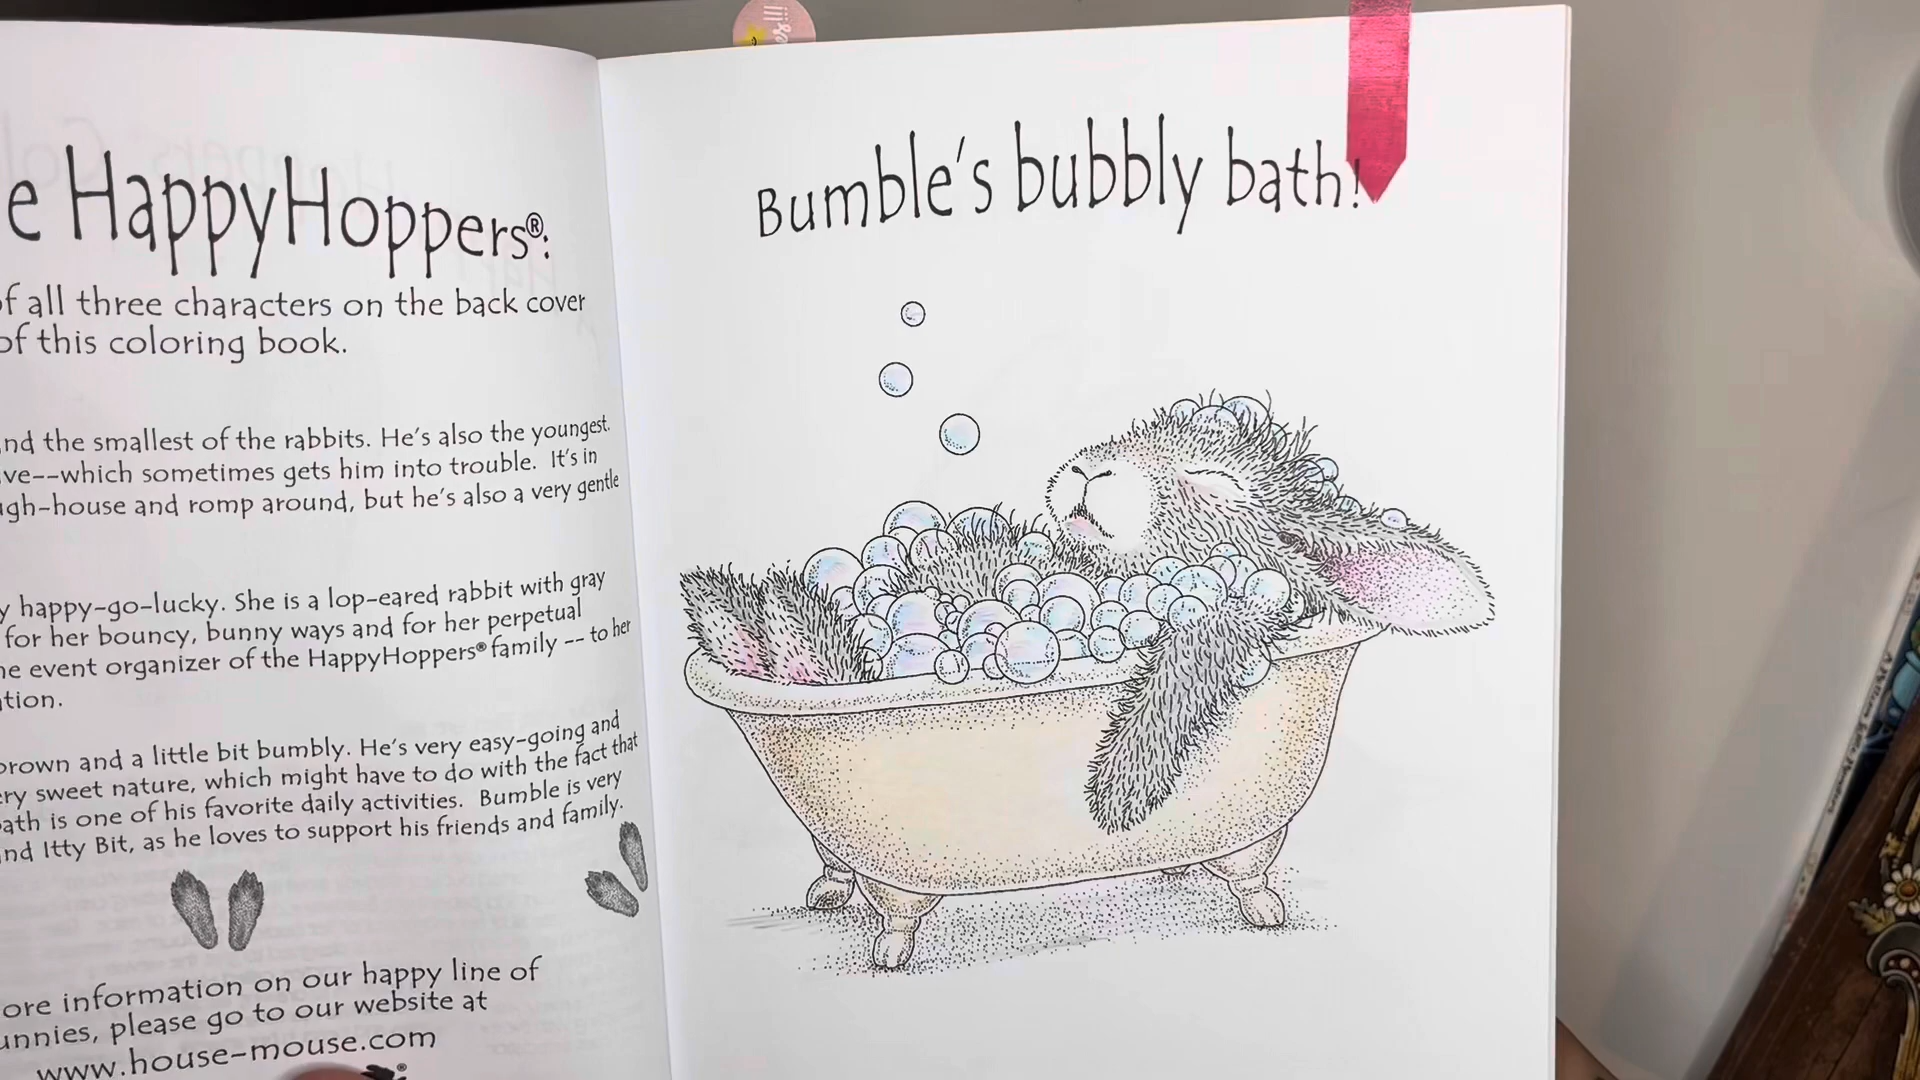 e HappyHoppers®:
of all three characters on the back cover
of this coloring book.
nd the smallest of the rabbits. He's also the youngest.
ve--which sometimes gets him into trouble. It's in
ugh-house and romp around, but he's also a very gentle
y happy-go-lucky. She is a lop-eared rabbit with gray
for her bouncy, bunny ways and for her perpetual
he event organizer of the HappyHoppers® family -- to her
tion.
brown and a little bit bumbly. He's very easy-going and
ry sweet nature, which might have to do with the fact that
ath is one of his favorite daily activities. Bumble is very
nd Itty Bit, as he loves to support his friends and family.
ore information on our happy line of
unnies, please go to our website at
www.house-mouse.com
Bumble's bubbly bath!